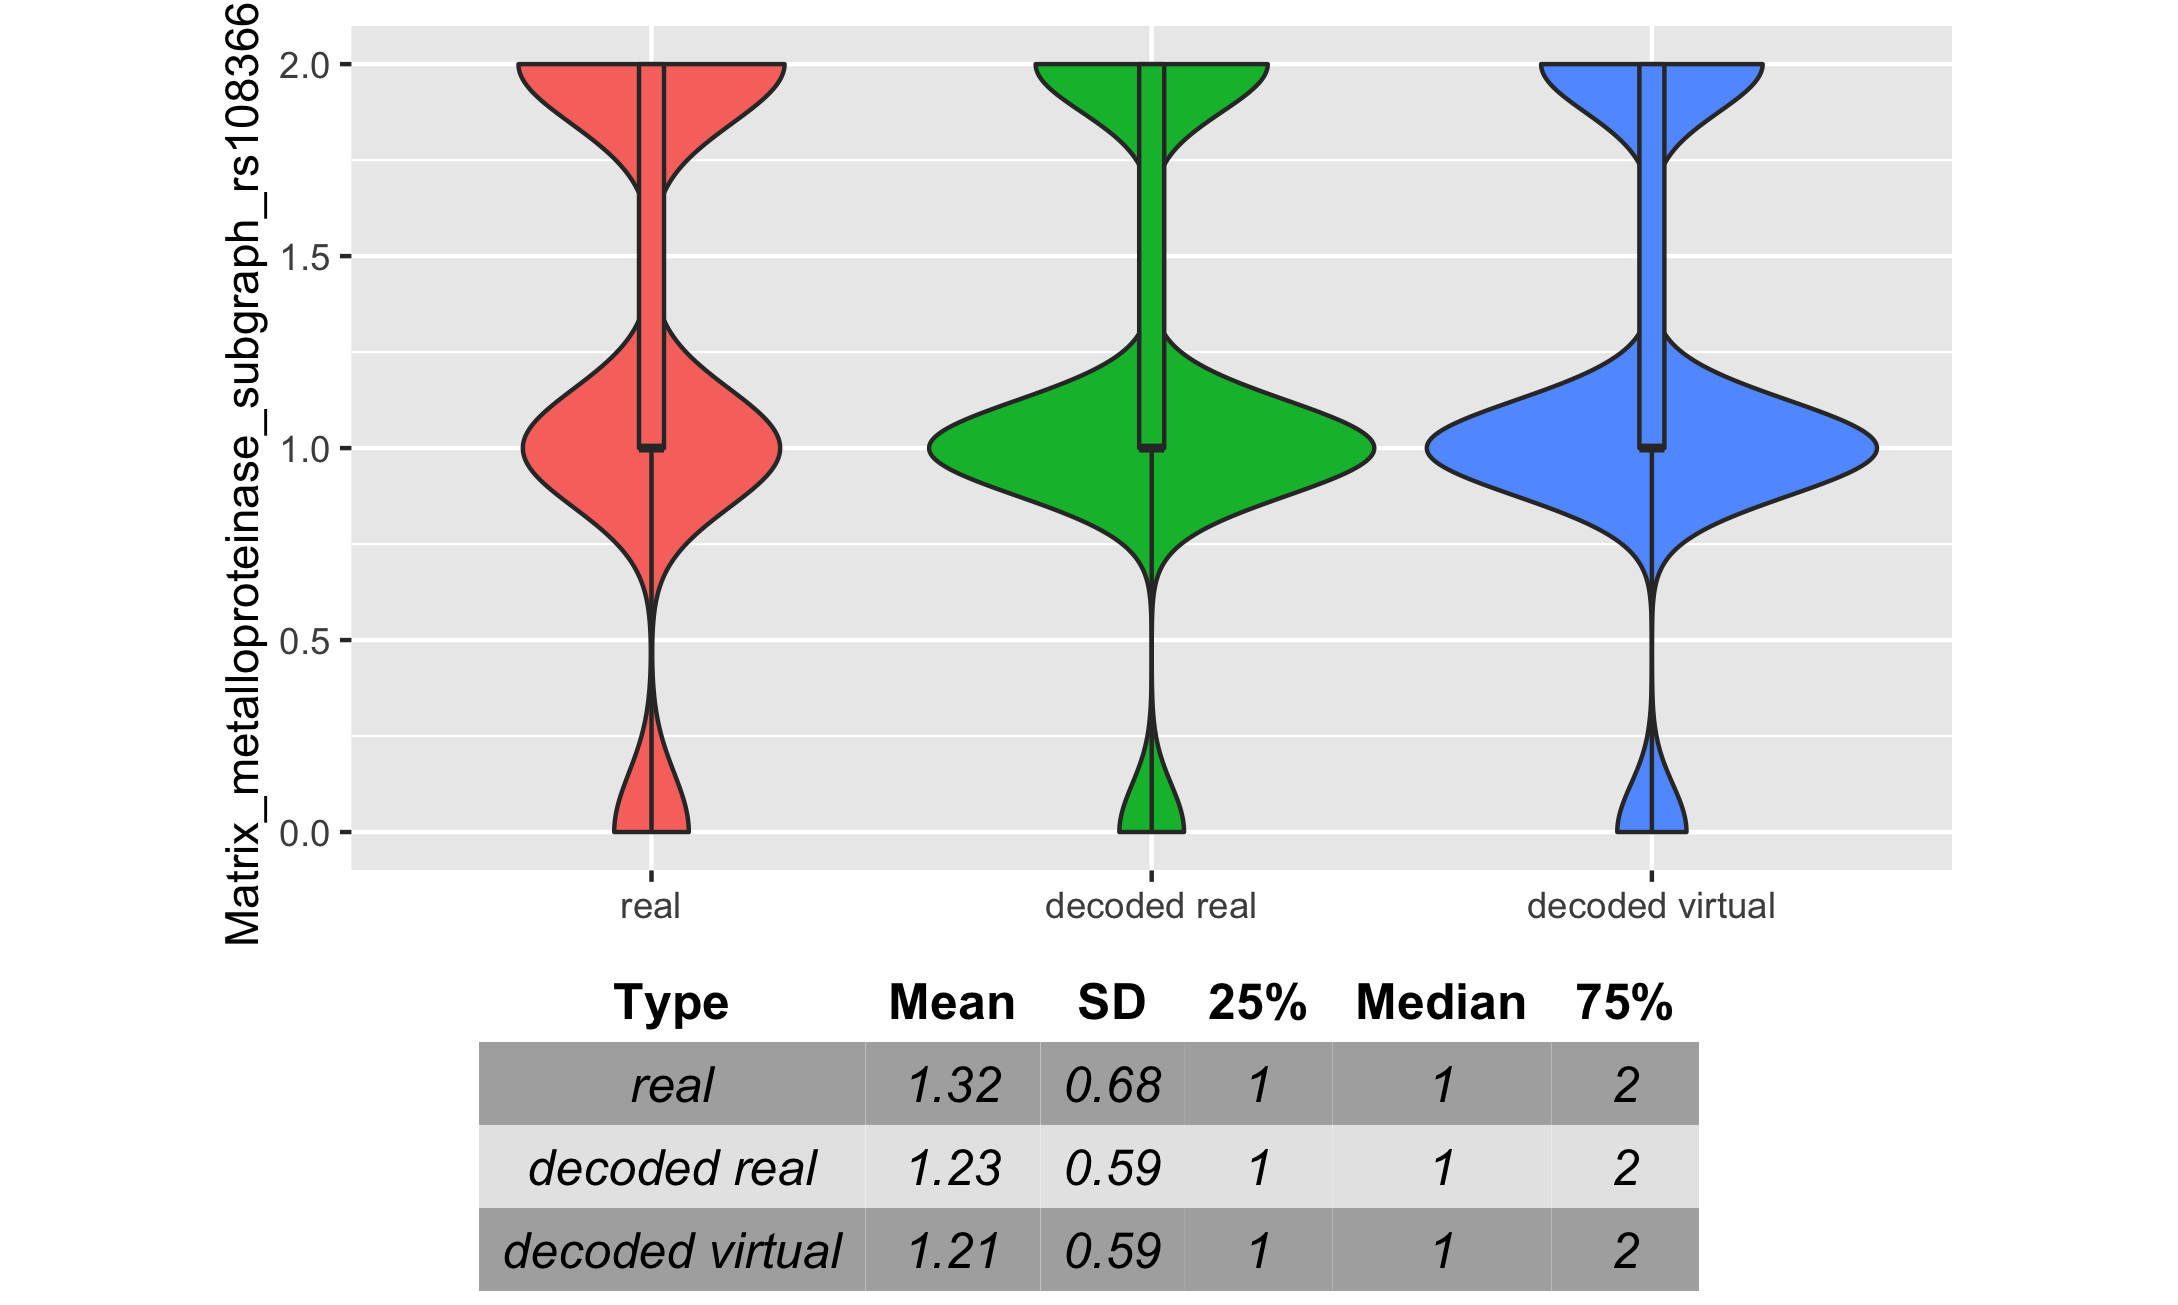 Matrix_metalloproteinase_subgraph_rs108366
2.0
1.5
1.0
0.5
0.0
real decoded real decoded virtual
Type Mean SD 25% Median 75%
real 1.32 0.68 1 1 2
decoded real 1.23 0.59 1 1 2
decoded virtual 1.21 0.59 1 1 2